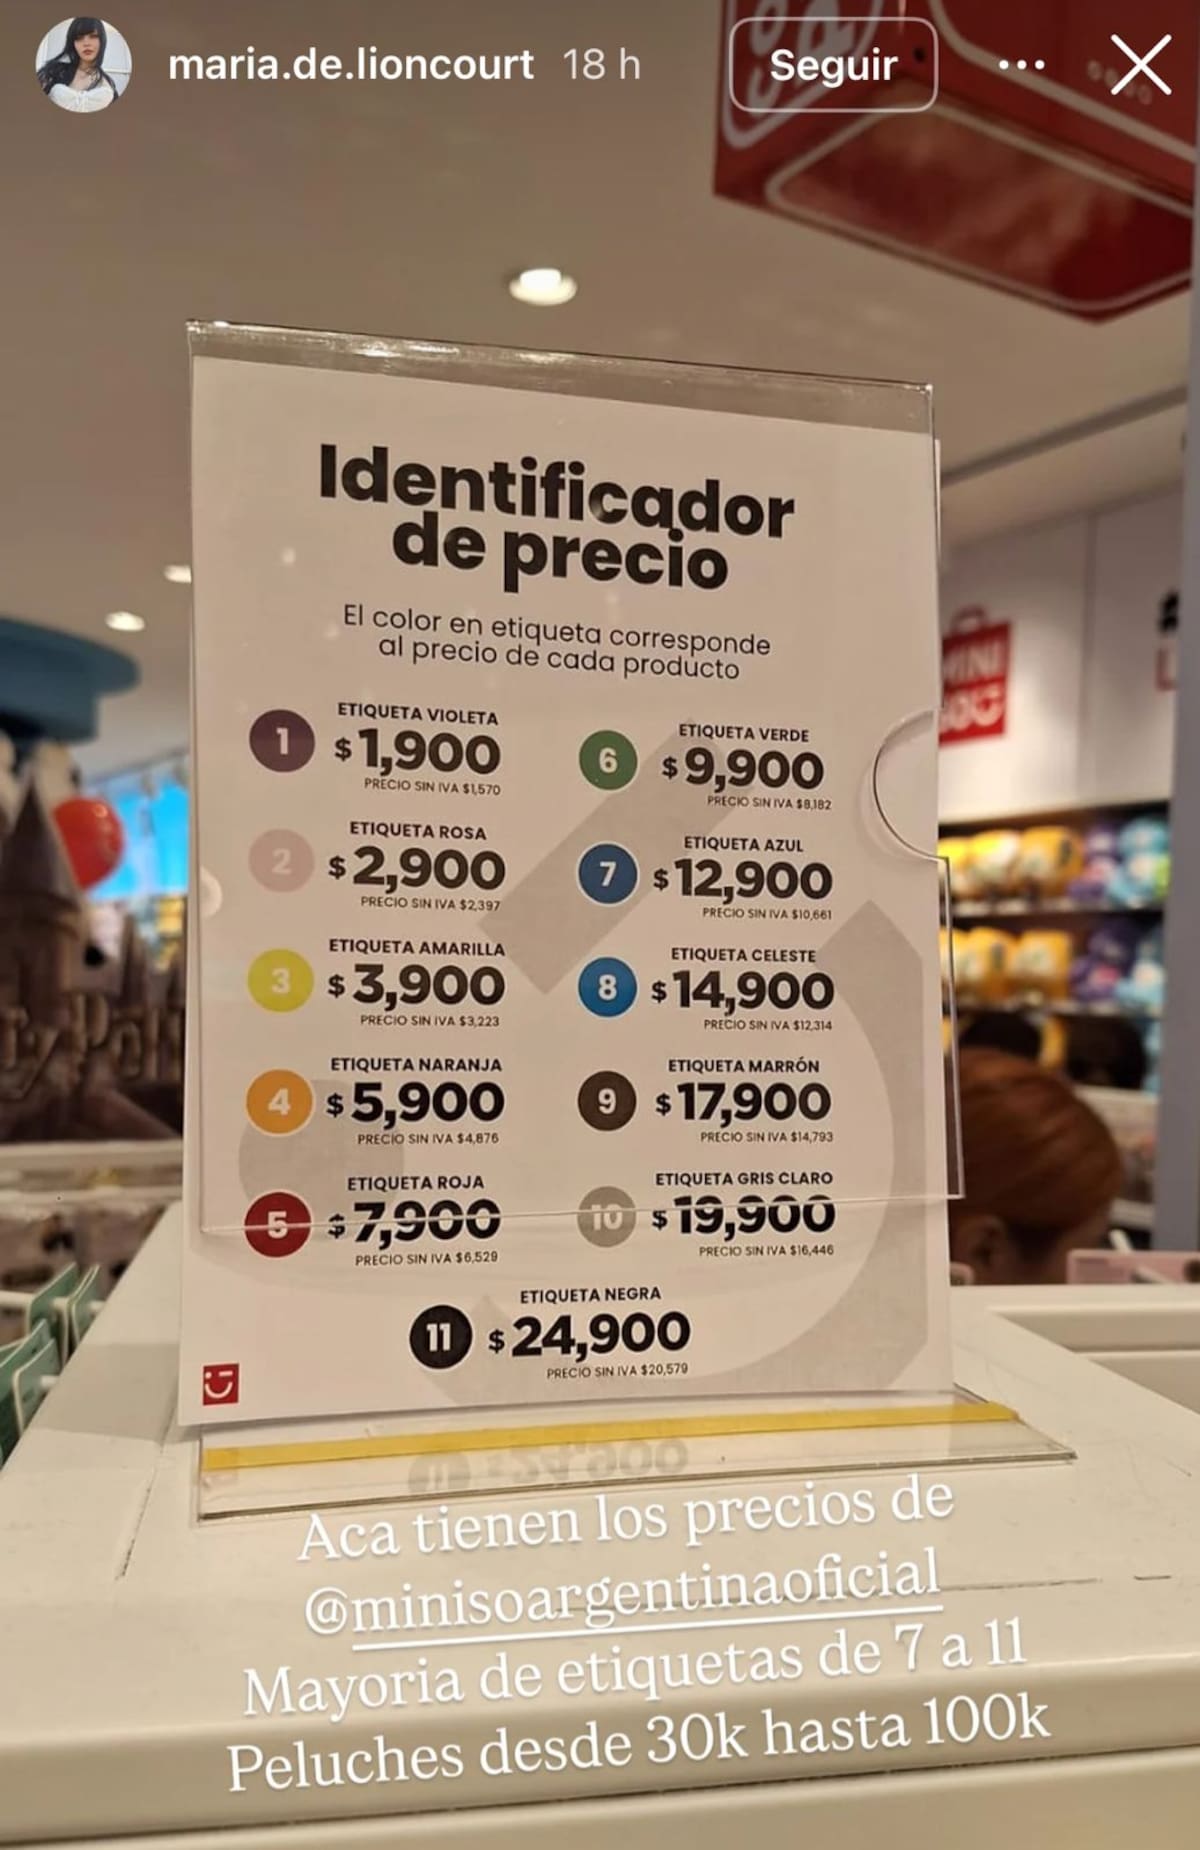 maria.de.lioncourt 18 h
Seguir
Identificador
de precio
El color en etiqueta corresponde
al precio de cada producto
1
ETIQUETA VIOLETA
$1,900
PRECIO SIN IVA $1,570
2
ETIQUETA ROSA
$2,900
PRECIO SIN IVA $2,397
3
ETIQUETA AMARILLA
$3,900
PRECIO SIN IVA $3,223
4
ETIQUETA NARANJA
$5,900
PRECIO SIN IVA $4,876
5
ETIQUETA ROJA
$7,900
PRECIO SIN IVA $6,529
6
ETIQUETA VERDE
$9,900
PRECIO SIN IVA $8,182
7
ETIQUETA AZUL
$12,900
PRECIO SIN IVA $10,661
8
ETIQUETA CELESTE
$14,900
PRECIO SIN IVA $12,314
9
ETIQUETA MARRÓN
$17,900
PRECIO SIN IVA $14,793
10
ETIQUETA GRIS CLARO
$19,900
PRECIO SIN IVA $16,446
11
ETIQUETA NEGRA
$24,900
PRECIO SIN IVA $20,579
MINI
Aca tienen los precios de
@minisoargentinaoficial
Mayoria de etiquetas de 7 a 11
Peluches desde 30k hasta 100k